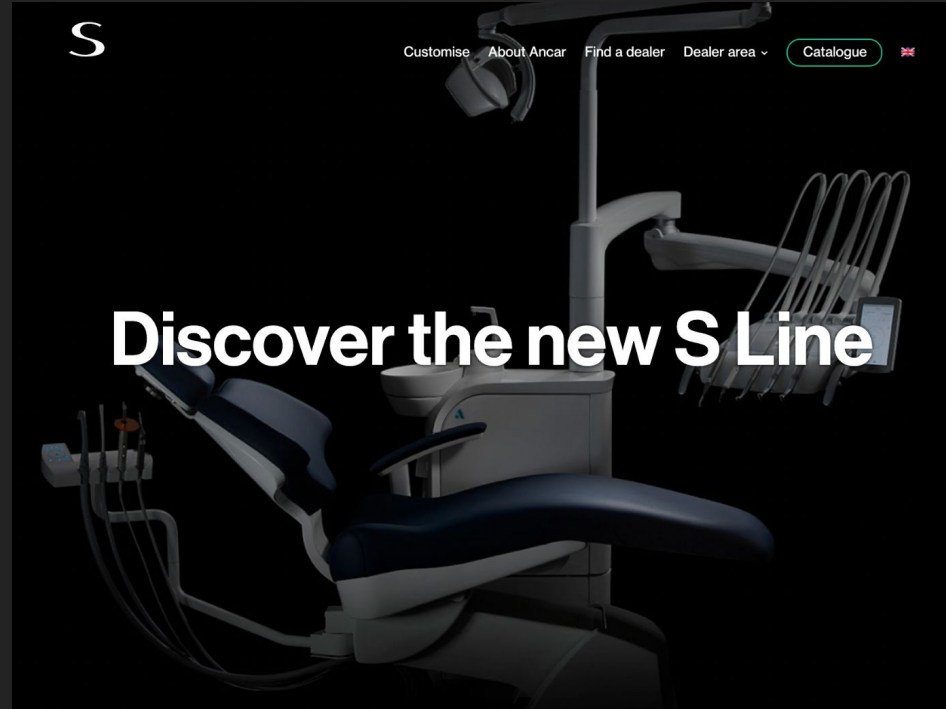 S
Customise About Ancar Find a dealer Dealer area Catalogue
Discover the new S Line